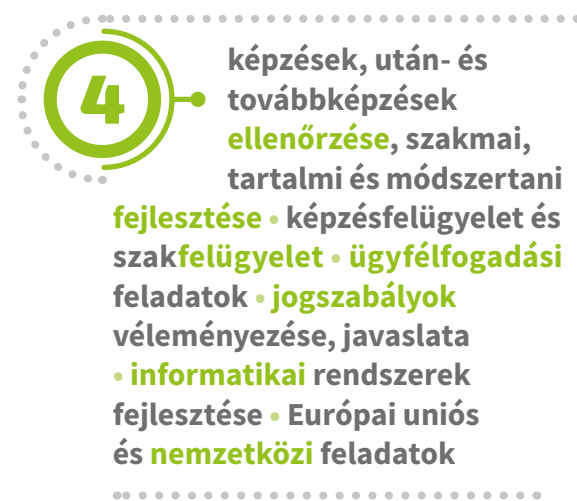 4
képzések, után- és
továbbképzések
ellenőrzése, szakmai,
tartalmi és módszertani
fejlesztése • képzésfelügyelet és
szakfelügyelet • ügyfélfogadási
feladatok • jogszabályok
véleményezése, javaslata
• informatikai rendszerek
fejlesztése • Európai uniós
és nemzetközi feladatok